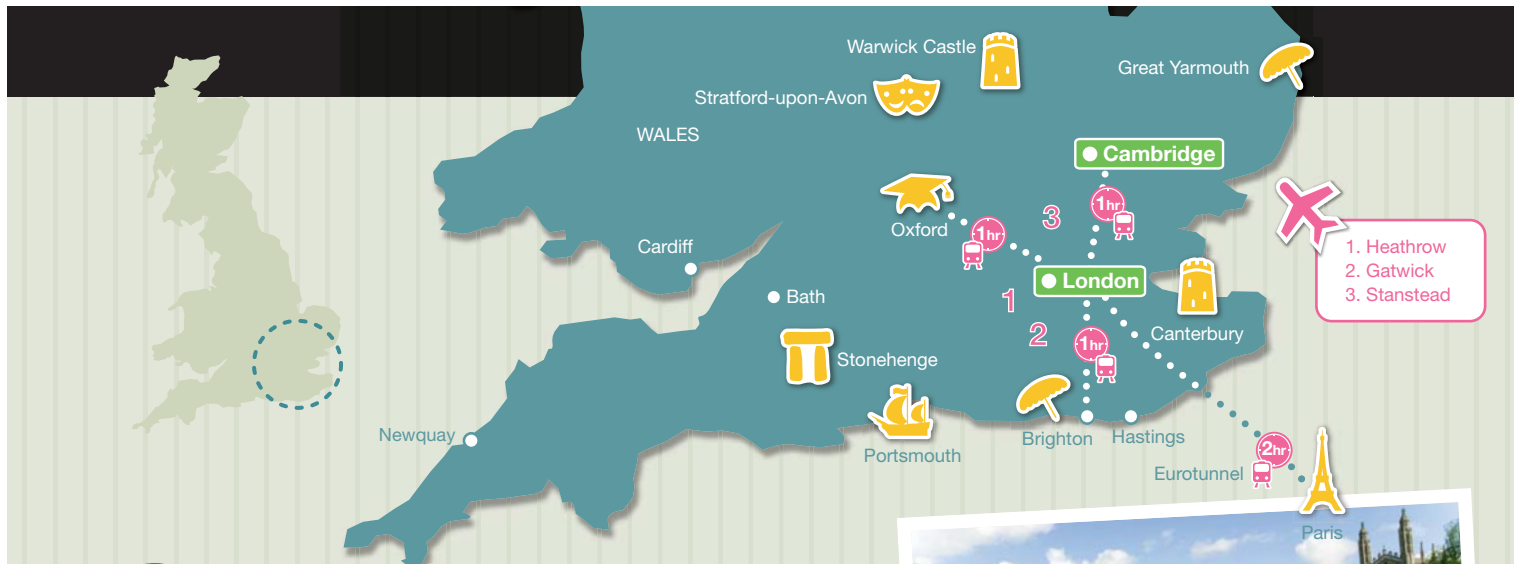 Warwick Castle
Great Yarmouth
Stratford-upon-Avon
WALES
Cambridge
1hr
3
Oxford
1hr
Cardiff
London
1. Heathrow
2. Gatwick
3. Stanstead
Bath
1
2
1hr
Canterbury
Stonehenge
Newquay
Brighton
Hastings
Portsmouth
2hr
Eurotunnel
Paris